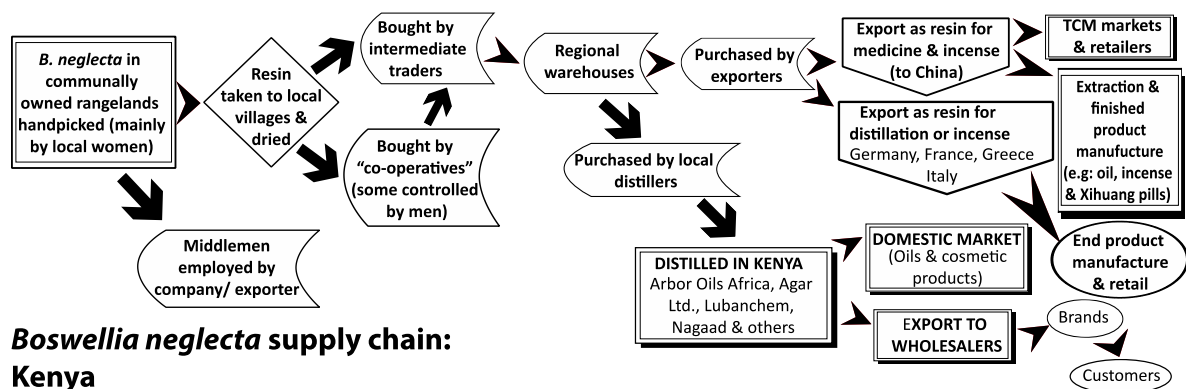 B. neglecta in
communally
owned rangelands
handpicked (mainly
by local women)
Resin
taken to local
villages &
dried
Bought by
intermediate
traders
Bought by
“co-operatives”
(some controlled
by men)
Middlemen
employed by
company/ exporter
Regional
warehouses
Purchased by
exporters
Purchased by local
distillers
Export as resin for
medicine & incense
(to China)
TCM markets
& retailers
Extraction &
finished
product
manufucture
(e.g: oil, incense
& Xihuang pills)
Export as resin for
distillation or incense
Germany, France, Greece
Italy
End product
manufacture
& retail
DISTILLED IN KENYA
Arbor Oils Africa, Agar
Ltd., Lubanchem,
Nagaad & others
DOMESTIC MARKET
(Oils & cosmetic
products)
EXPORT TO
WHOLESALERS
Brands
Customers
Boswellia neglecta supply chain:
Kenya